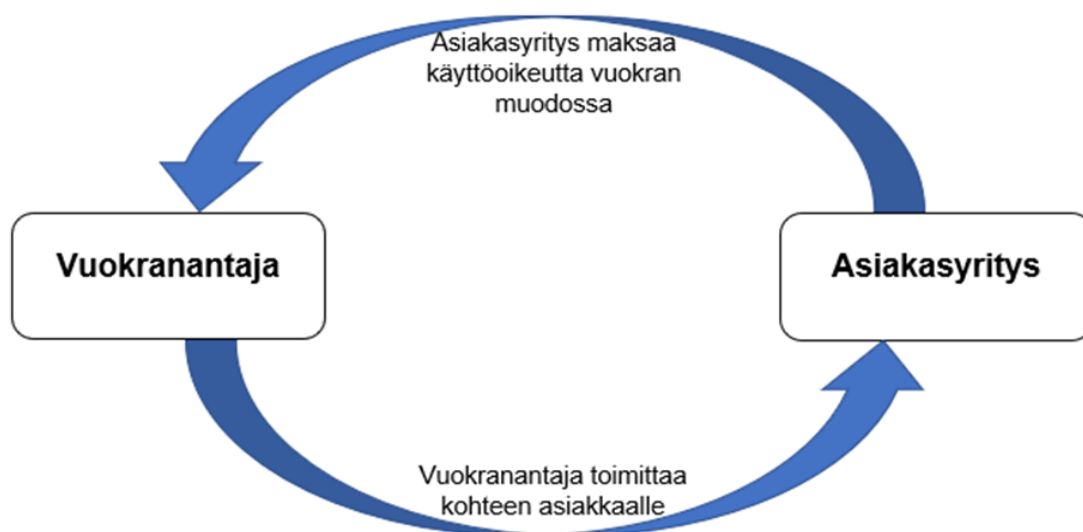 Asiakasyritys maksaa
käyttöoikeutta vuokran
muodossa
Vuokranantaja
Asiakasyritys
Vuokranantaja toimittaa
kohteen asiakkaalle